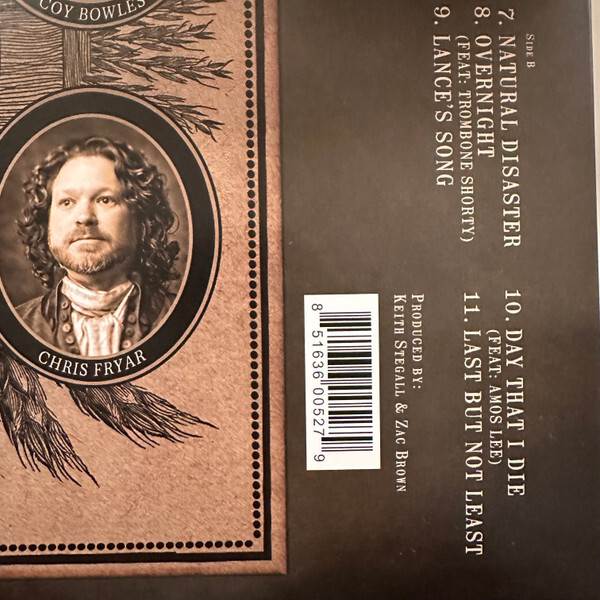 COY BOWLES
CHRIS FRYAR
SIDE B
7. NATURAL DISASTER
8. OVERNIGHT
(FEAT: TROMBONE SHORTY)
9. LANCE'S SONG
10. DAY THAT I DIE
(FEAT: AMOS LEE)
11. LAST BUT NOT LEAST
PRODUCED BY:
KEITH STEGALL & ZAC BROWN
8 51636 00527 9